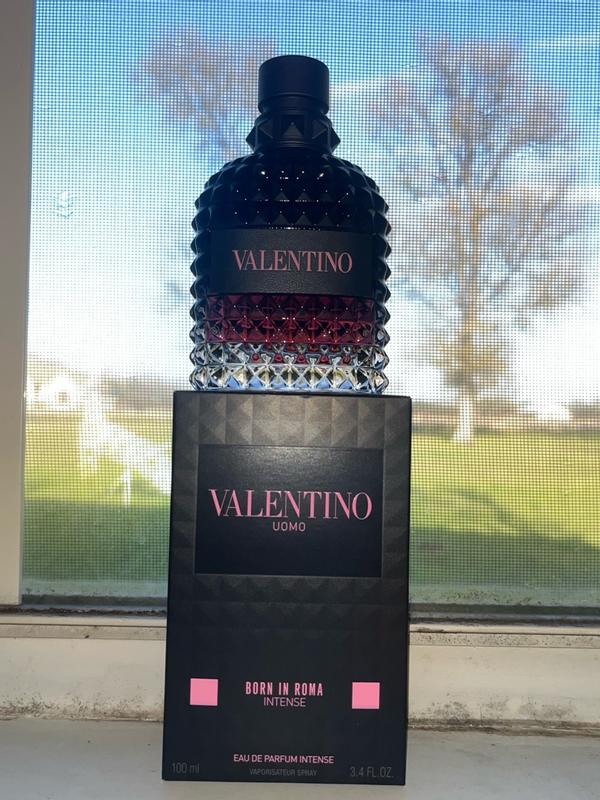 VALENTINO
VALENTINO
UOMO
BORN IN ROMA
INTENSE
EAU DE PARFUM INTENSE
100 ml VAPORISATEUR SPRAY 3.4 FL.OZ.